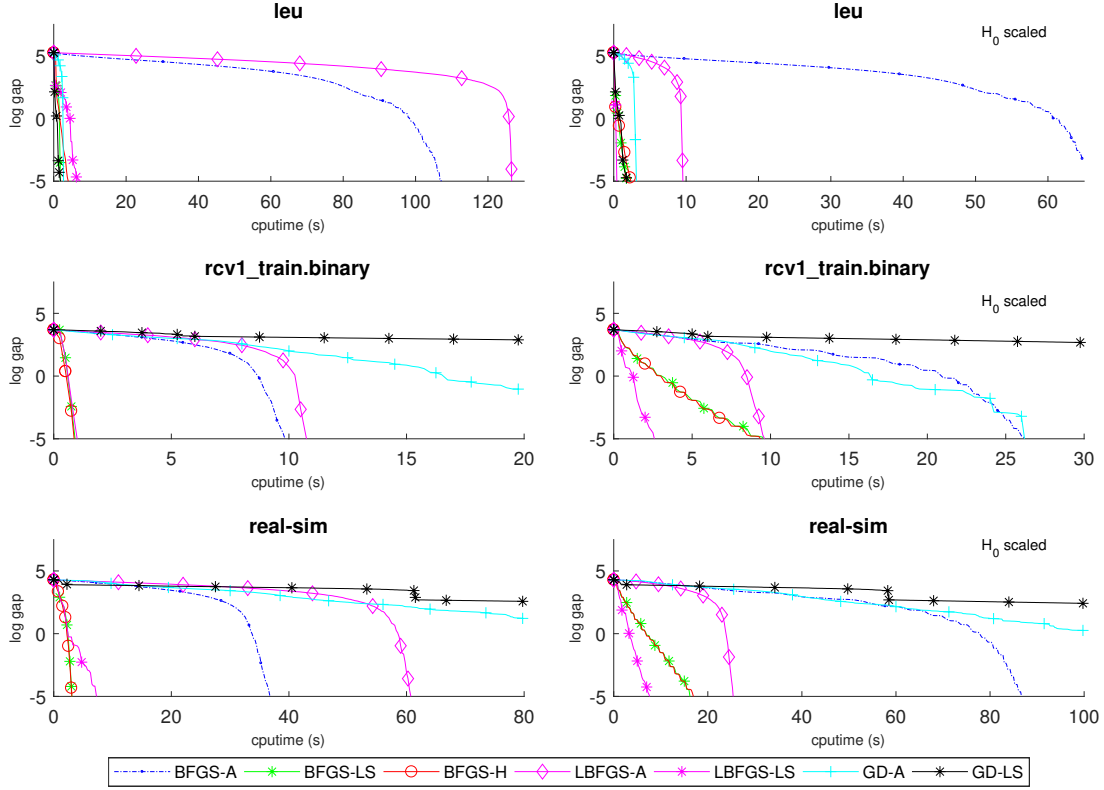 leu
5
0
-5
log gap
0 20 40 60 80 100 120
cputime (s)
leu
H0 scaled
5
0
-5
log gap
0 10 20 30 40 50 60
cputime (s)
rcv1_train.binary
5
0
-5
log gap
0 5 10 15 20
cputime (s)
rcv1_train.binary
H0 scaled
5
0
-5
log gap
0 5 10 15 20 25 30
cputime (s)
real-sim
5
0
-5
log gap
0 20 40 60 80
cputime (s)
real-sim
H0 scaled
5
0
-5
log gap
0 20 40 60 80 100
cputime (s)
BFGS-A BFGS-LS BFGS-H LBFGS-A LBFGS-LS GD-A GD-LS